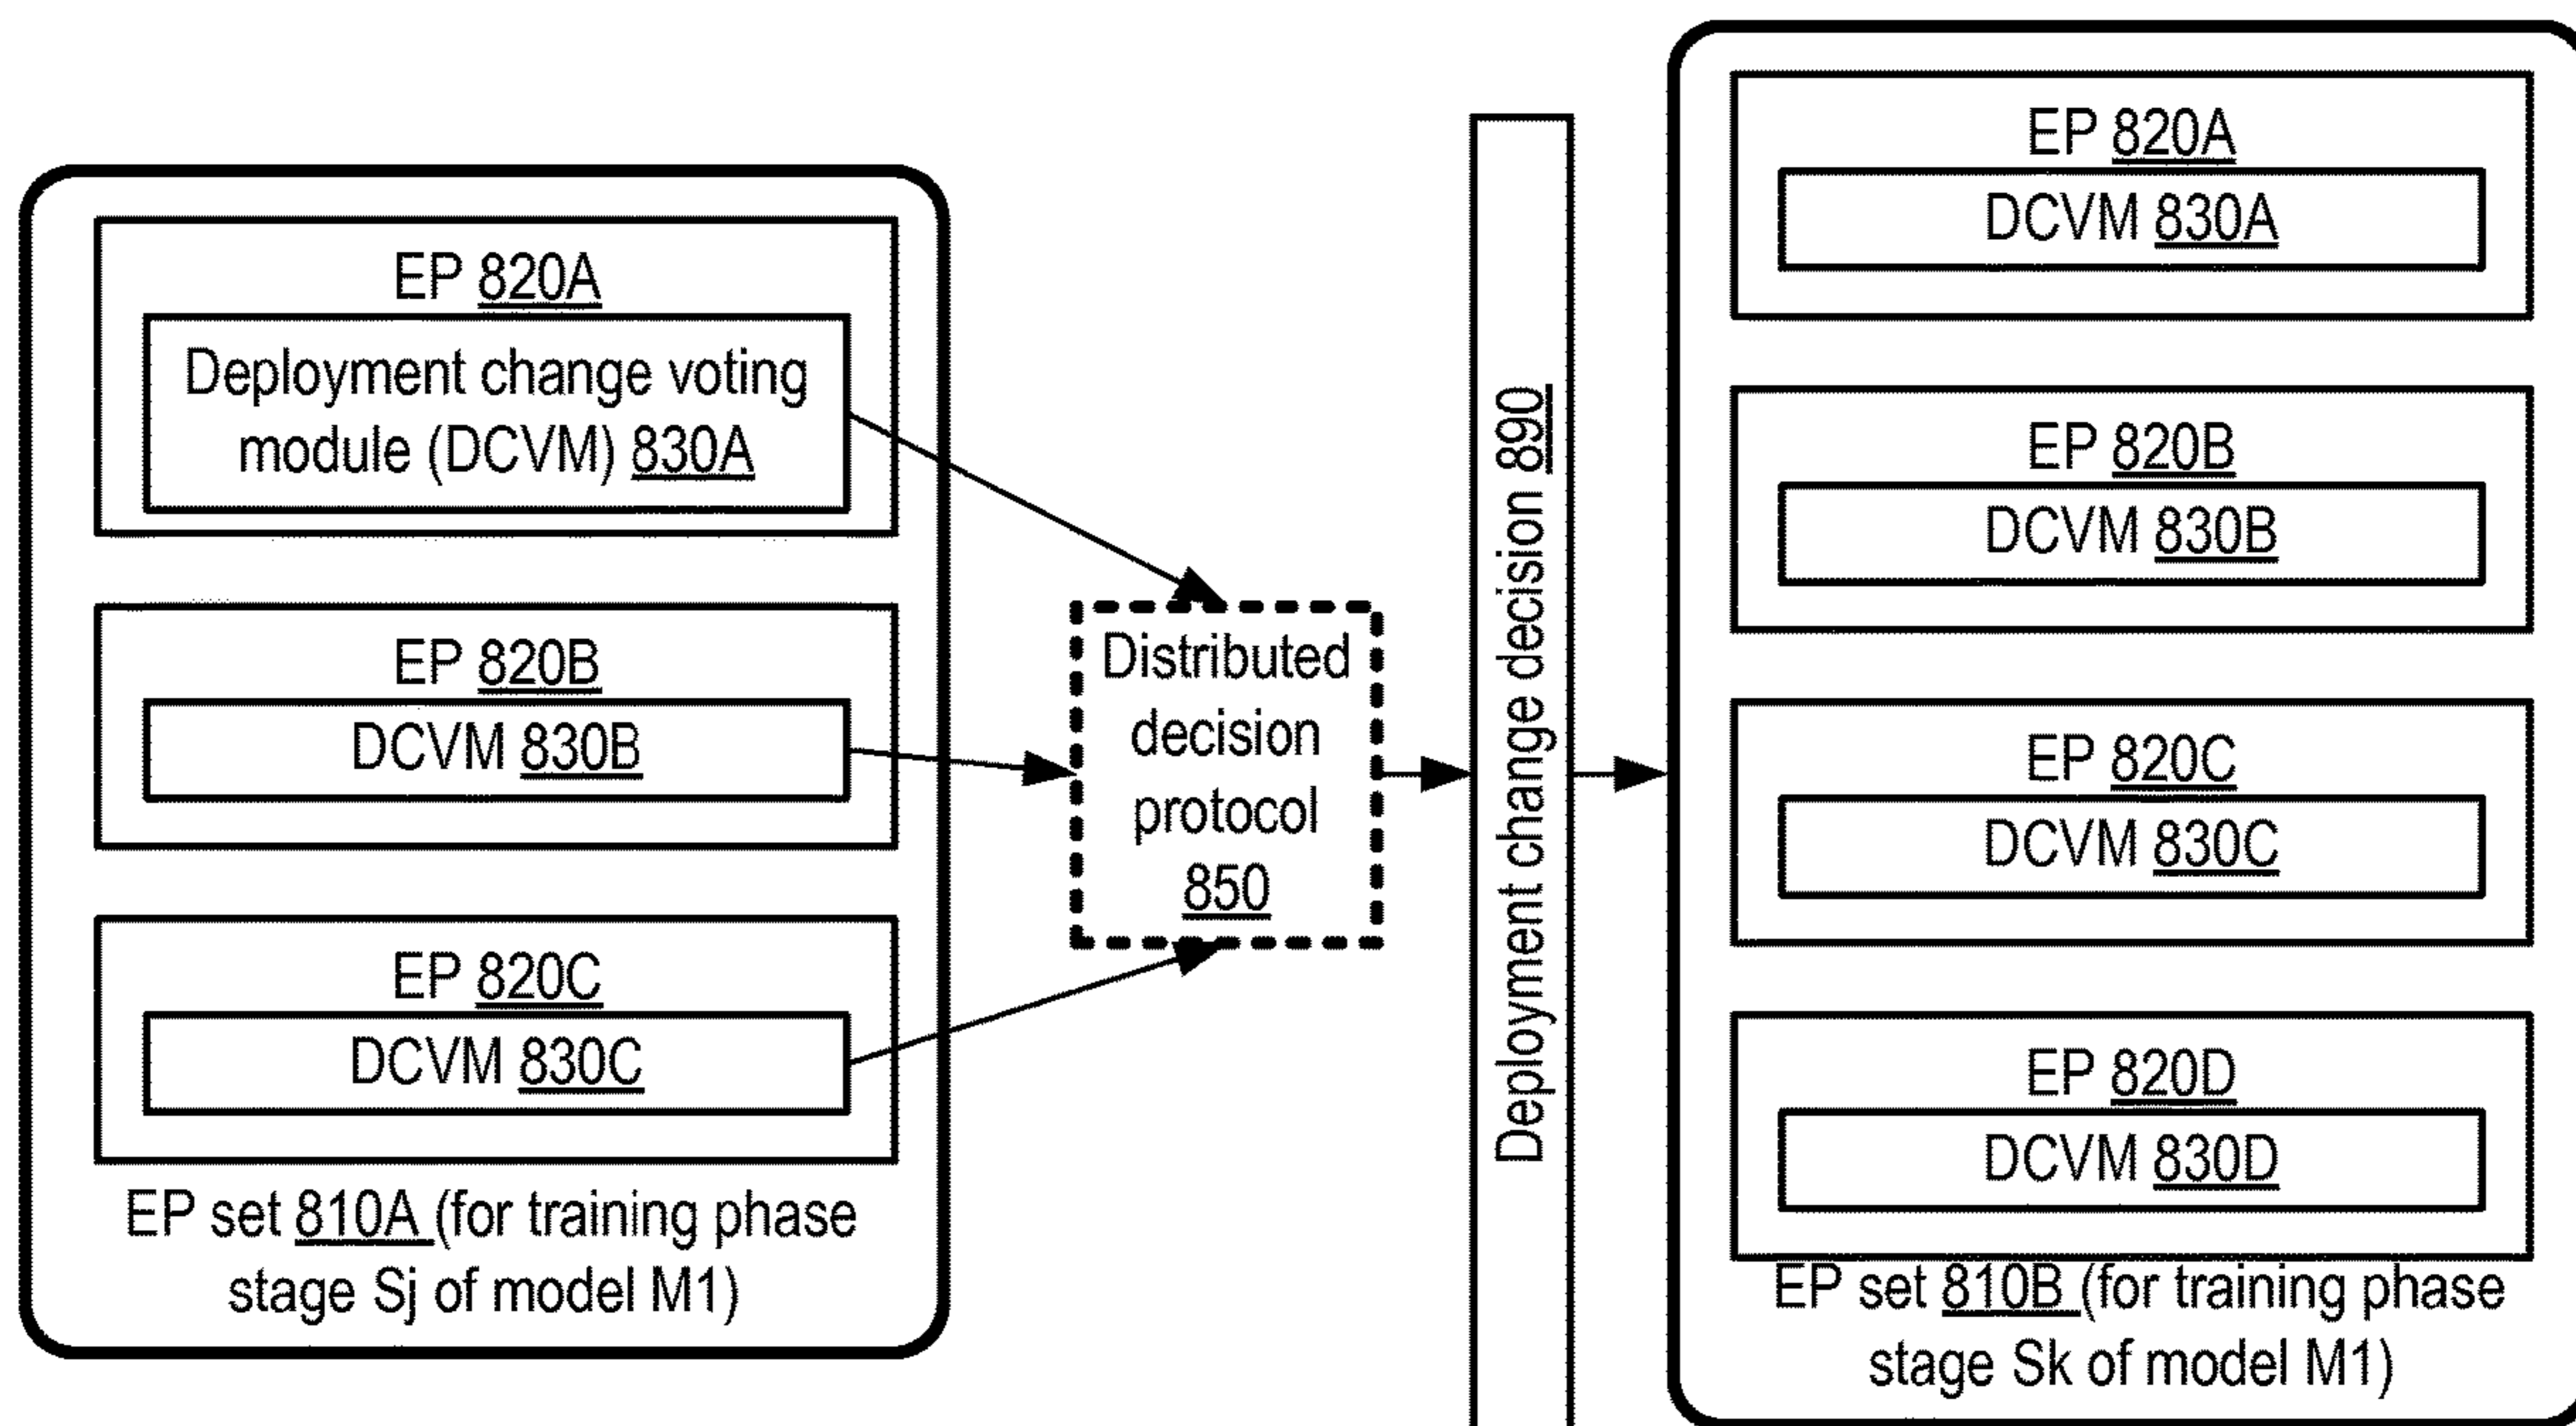 EP 820A
Deployment change voting
module (DCVM) 830A
EP 820B
DCVM 830B
EP 820C
DCVM 830C
EP set 810A (for training phase
stage Sj of model M1)
Distributed
decision
protocol
850
Deployment change decision 890
EP 820A
DCVM 830A
EP 820B
DCVM 830B
EP 820C
DCVM 830C
EP 820D
DCVM 830D
EP set 810B (for training phase
stage Sk of model M1)